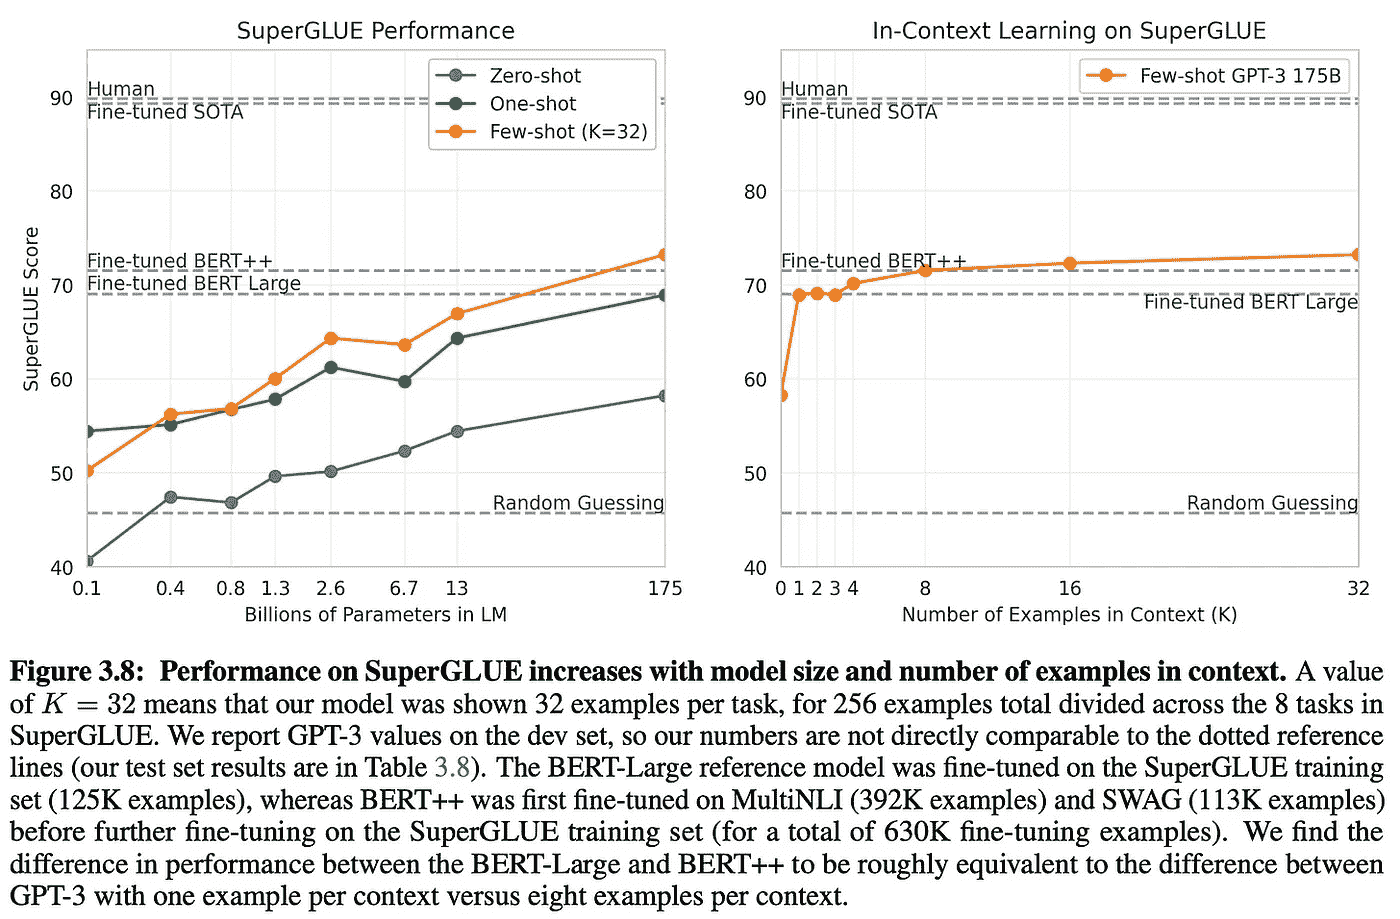 SuperGLUE Performance
Zero-shot
One-shot
Few-shot (K=32)
Human
Fine-tuned SOTA
Fine-tuned BERT++
Fine-tuned BERT Large
Random Guessing
SuperGLUE Score
90
80
70
60
50
40
0.1 0.4 0.8 1.3 2.6 6.7 13 175
Billions of Parameters in LM
In-Context Learning on SuperGLUE
Few-shot GPT-3 175B
Human
Fine-tuned SOTA
Fine-tuned BERT++
Fine-tuned BERT Large
Random Guessing
90
80
70
60
50
40
0 1 2 3 4 8 16 32
Number of Examples in Context (K)
Figure 3.8: Performance on SuperGLUE increases with model size and number of examples in context. A value
of K = 32 means that our model was shown 32 examples per task, for 256 examples total divided across the 8 tasks in
SuperGLUE. We report GPT-3 values on the dev set, so our numbers are not directly comparable to the dotted reference
lines (our test set results are in Table 3.8). The BERT-Large reference model was fine-tuned on the SuperGLUE training
set (125K examples), whereas BERT++ was first fine-tuned on MultiNLI (392K examples) and SWAG (113K examples)
before further fine-tuning on the SuperGLUE training set (for a total of 630K fine-tuning examples). We find the
difference in performance between the BERT-Large and BERT++ to be roughly equivalent to the difference between
GPT-3 with one example per context versus eight examples per context.